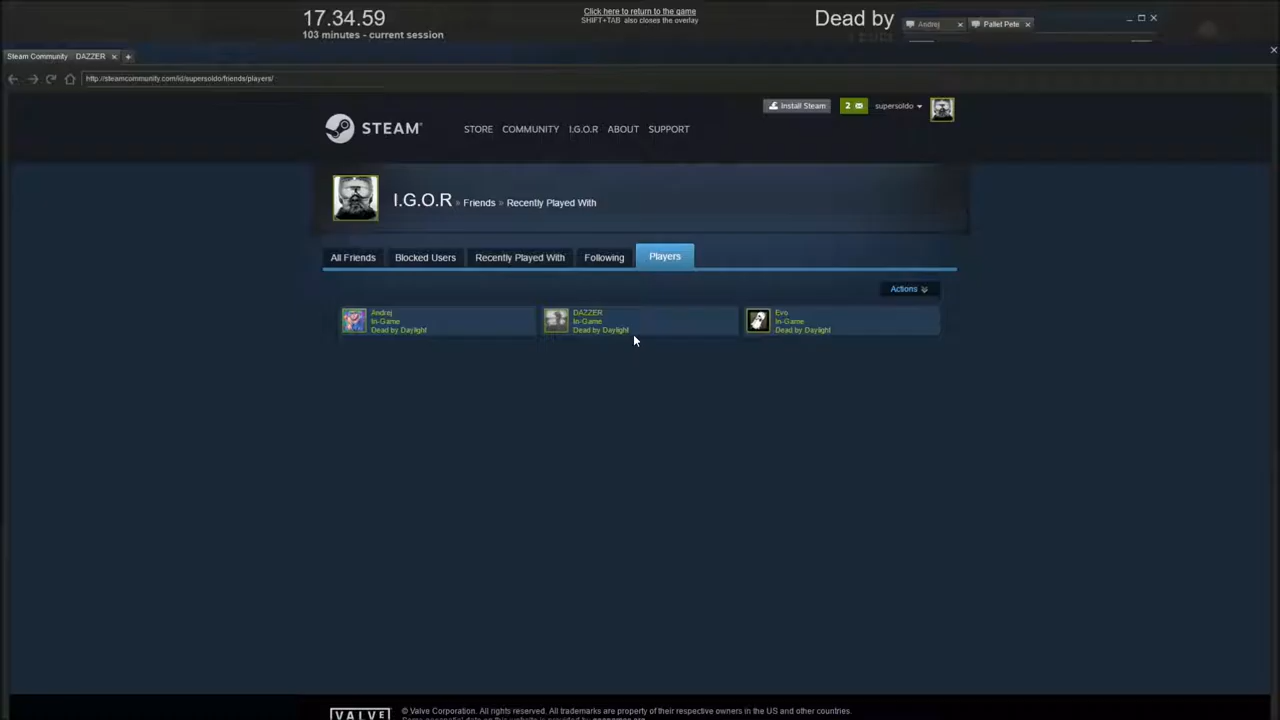 17.34.59
103 minutes - current session
Click here to return to the game
SHIFT+TAB also closes the overlay
Dead by
Andrej
Pallet Pete
Steam Community
DAZZER
http://steamcommunity.com/id/supersoldo/friends/players/
Install Steam
2
supersoldo
STEAM®
STORE
COMMUNITY
I.G.O.R
ABOUT
SUPPORT
I.G.O.R » Friends » Recently Played With
All Friends
Blocked Users
Recently Played With
Following
Players
Actions
Andrej
In-Game
Dead by Daylight
DAZZER
In-Game
Dead by Daylight
Evo
In-Game
Dead by Daylight
VALVE
© Valve Corporation. All rights reserved. All trademarks are property of their respective owners in the US and other countries.